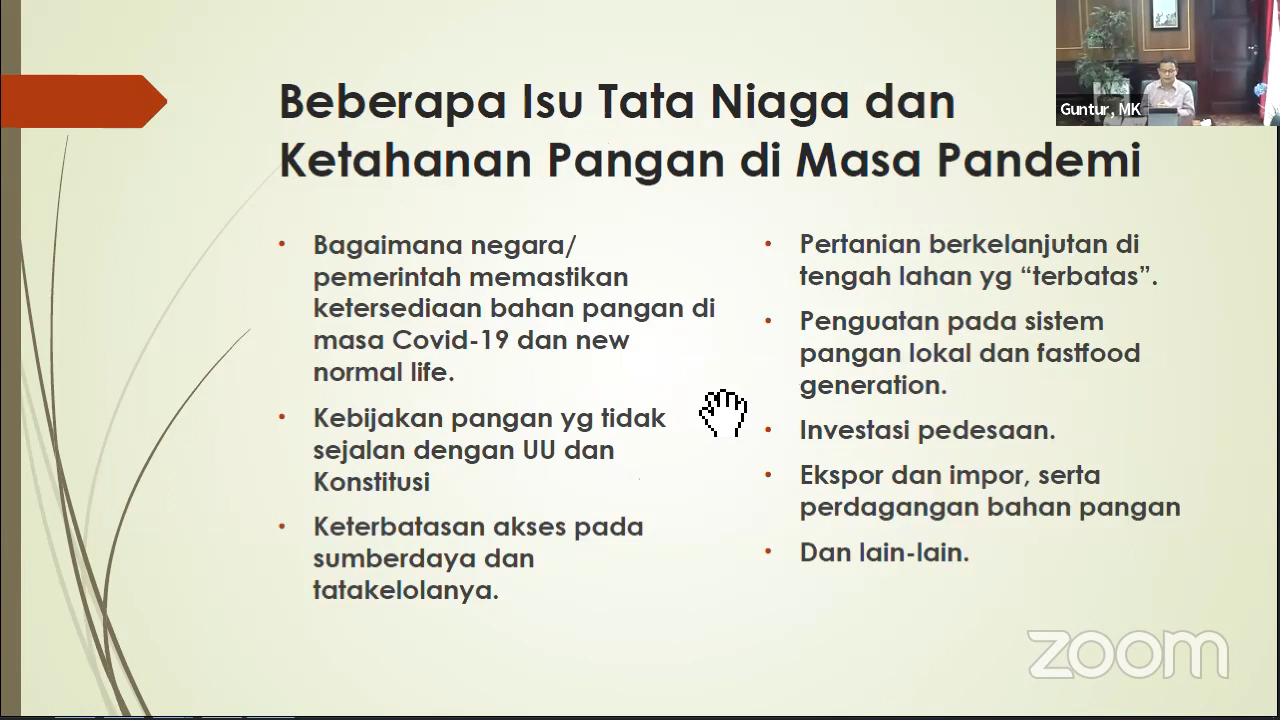 Beberapa Isu Tata Niaga dan
Ketahanan Pangan di Masa Pandemi
Guntur, MK
• Bagaimana negara/
pemerintah memastikan
ketersediaan bahan pangan di
masa Covid-19 dan new
normal life.
• Kebijakan pangan yg tidak
sejalan dengan UU dan
Konstitusi
• Keterbatasan akses pada
sumberdaya dan
tatakelolanya.
• Pertanian berkelanjutan di
tengah lahan yg “terbatas”.
• Penguatan pada sistem
pangan lokal dan fastfood
generation.
• Investasi pedesaan.
• Ekspor dan impor, serta
perdagangan bahan pangan
• Dan lain-lain.
zoom